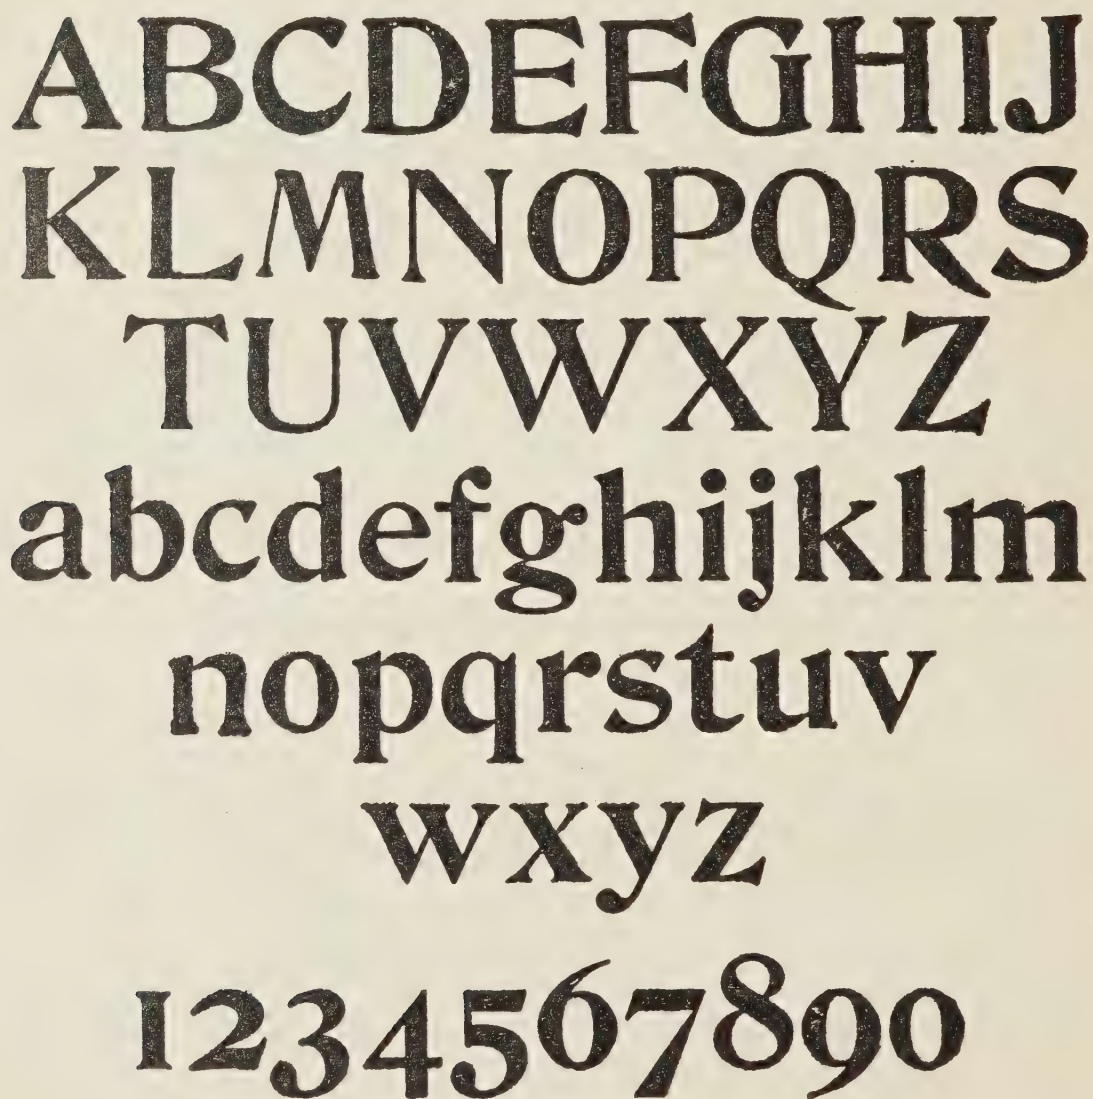 ABCDEFGHIJ
KLMNOPQRS
TUVWXYZ
abcdefghijklm
nopqrstuv
wxyz
1234567890